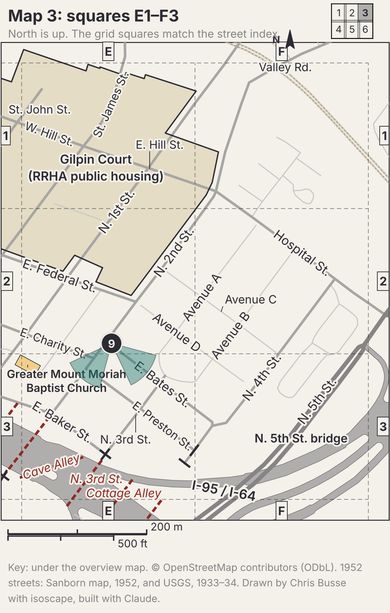 Map 3: squares E1–F3
North is up. The grid squares match the street index.
N
1 2 3
4 5 6
E
F
Valley Rd.
St. John St.
St. James St.
W. Hill St.
E. Hill St.
1
1
Gilpin Court
(RRHA public housing)
N. 1st St.
N. 2nd St.
Hospital St.
E. Federal St.
2
2
Avenue A
Avenue C
Avenue B
Avenue D
E. Charity St.
9
Greater Mount Moriah
Baptist Church
E. Bates St.
N. 4th St.
N. 5th St.
E. Baker St.
E. Preston St.
3
3
N. 3rd St.
N. 5th St. bridge
Cave Alley
N. 3rd St.
Cottage Alley
I-95 / I-64
E
F
200 m
500 ft
Key: under the overview map. © OpenStreetMap contributors (ODbL). 1952
streets: Sanborn map, 1952, and USGS, 1933–34. Drawn by Chris Busse
with isoscape, built with Claude.